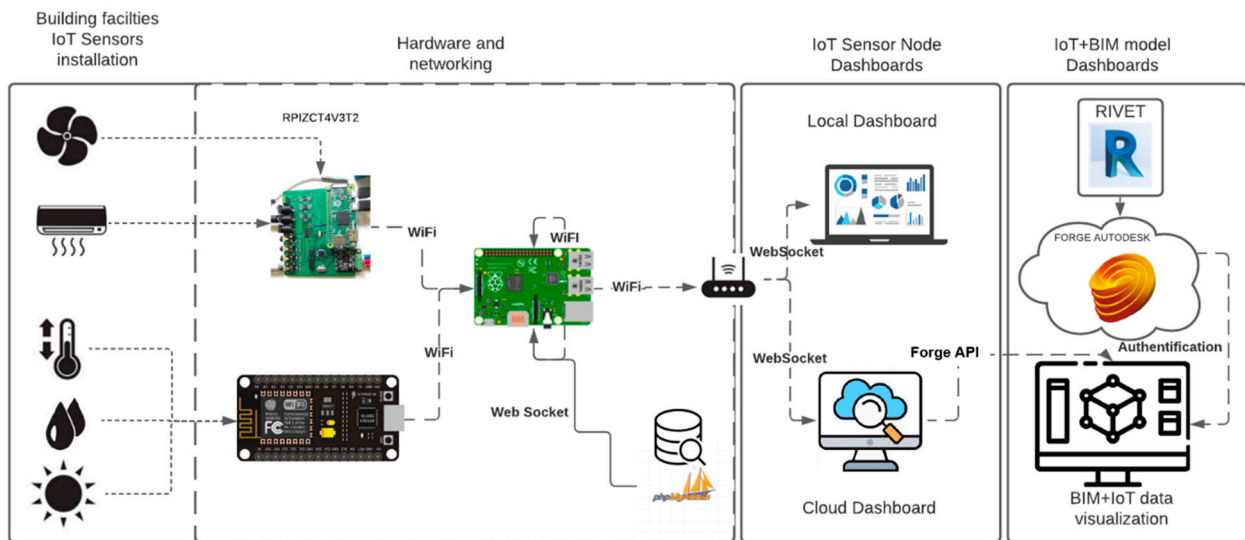 Building facilties
IoT Sensors
installation
Hardware and
networking
IoT Sensor Node
Dashboards
IoT+BIM model
Dashboards
RPIZCT4V3T2
WiFi
WiFI
WiFi
WiFi
Web Socket
phpMyAdmin
Local Dashboard
WebSocket
WebSocket
Cloud Dashboard
Forge API
RIVET
R
FORGE AUTODESK
Authentification
BIM+IoT data
visualization